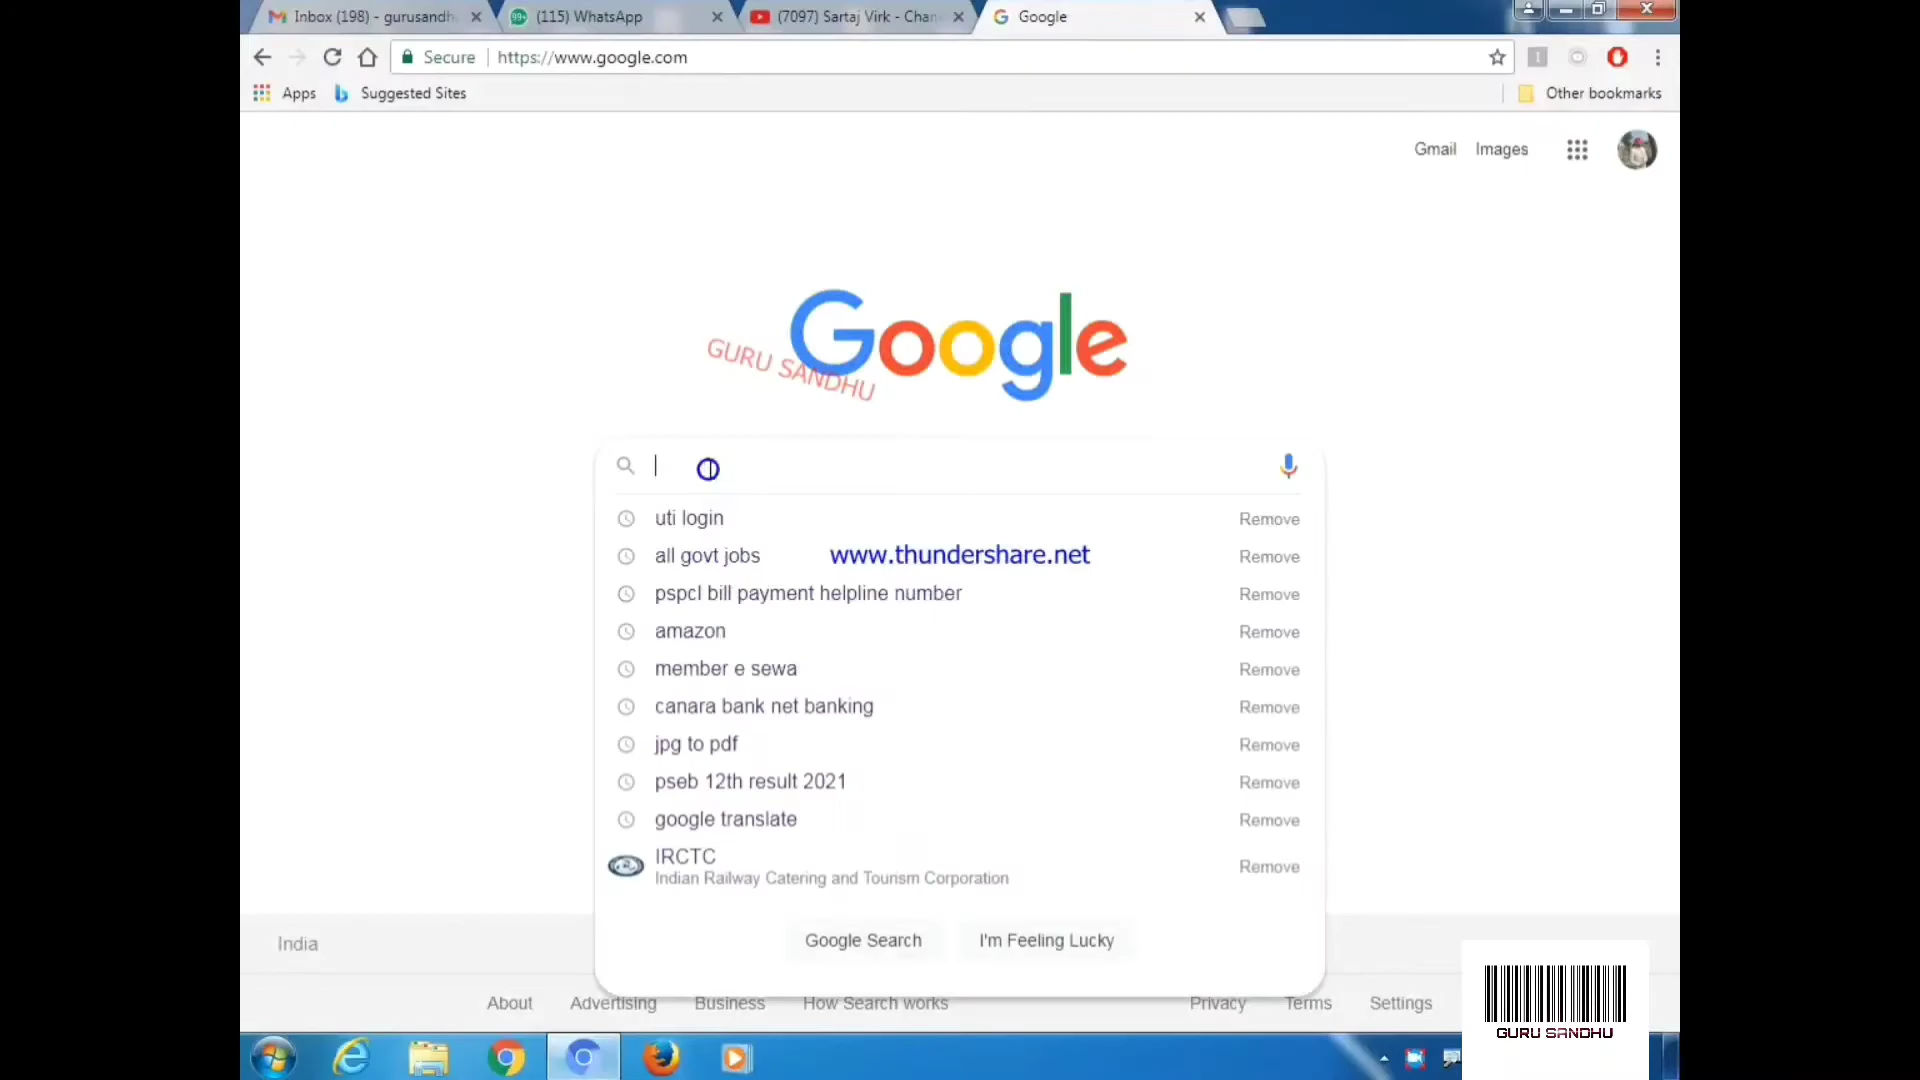 Inbox (198) - gurusandh
(115) WhatsApp
(7097) Sartaj Virk - Chan
Google
Secure
https://www.google.com
Apps
Suggested Sites
Other bookmarks
Gmail
Images
Google
GURU SANDHU
uti login
Remove
all govt jobs
www.thundershare.net
Remove
pspcl bill payment helpline number
Remove
amazon
Remove
member e sewa
Remove
canara bank net banking
Remove
jpg to pdf
Remove
pseb 12th result 2021
Remove
google translate
Remove
IRCTC
Indian Railway Catering and Tourism Corporation
Remove
Google Search
I'm Feeling Lucky
India
About
Advertising
Business
How Search works
Privacy
Terms
Settings
GURU SANDHU